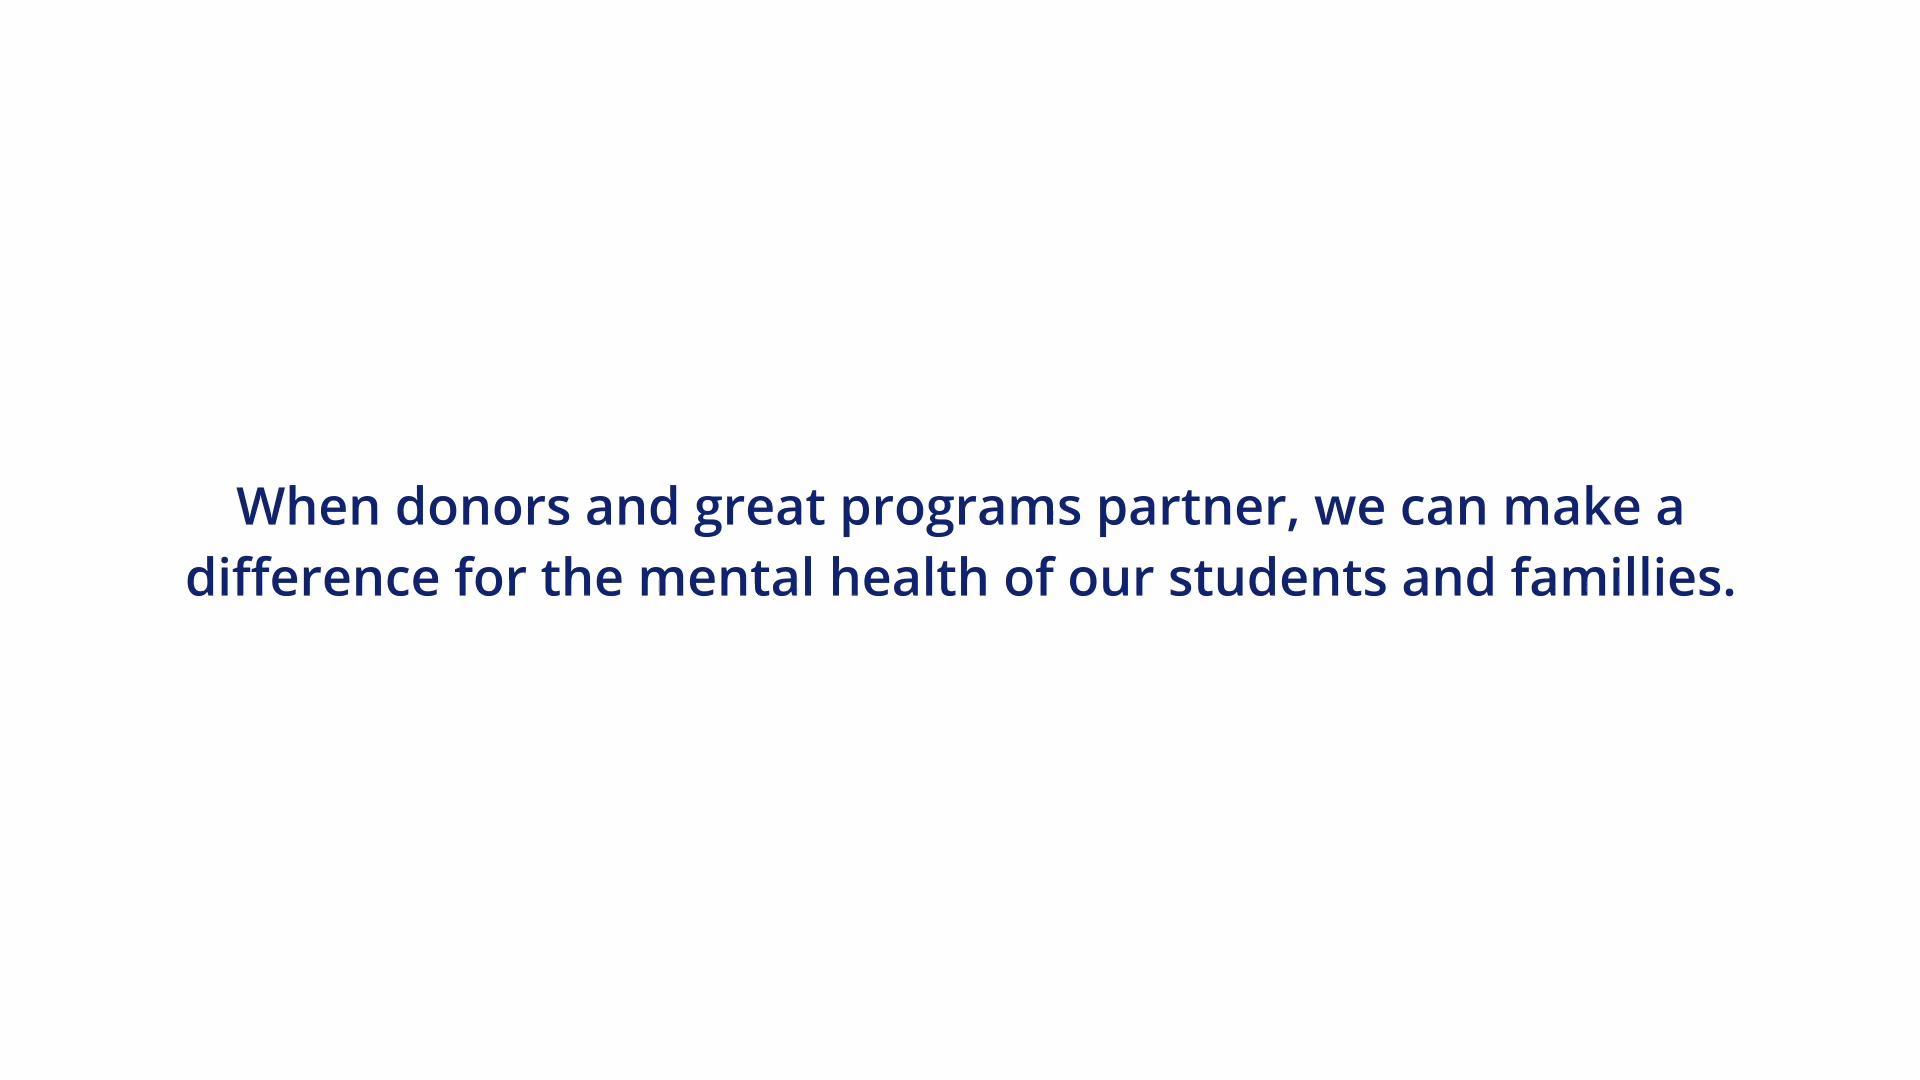 When donors and great programs partner, we can make a
difference for the mental health of our students and famillies.